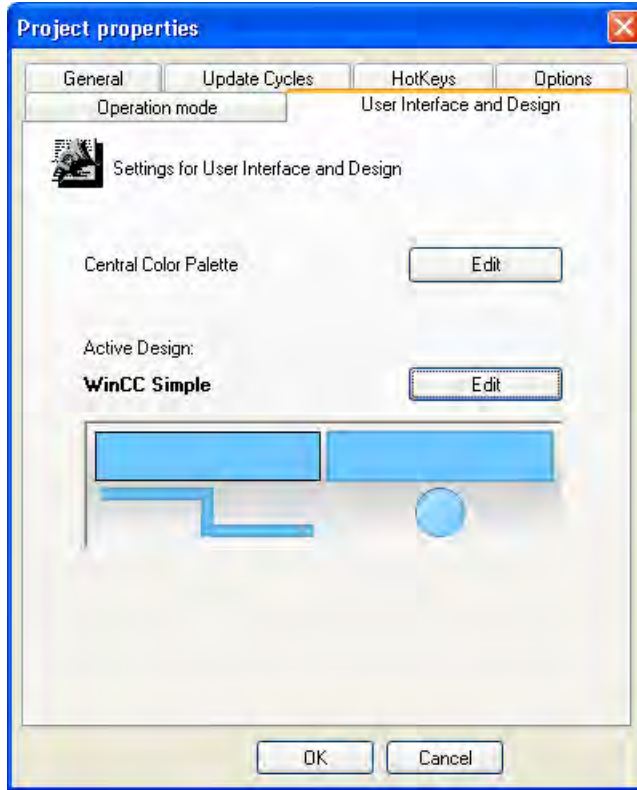 Project properties
General Update Cycles HotKeys Options
Operation mode User Interface and Design
Settings for User Interface and Design
Central Color Palette Edit
Active Design:
WinCC Simple Edit
OK Cancel